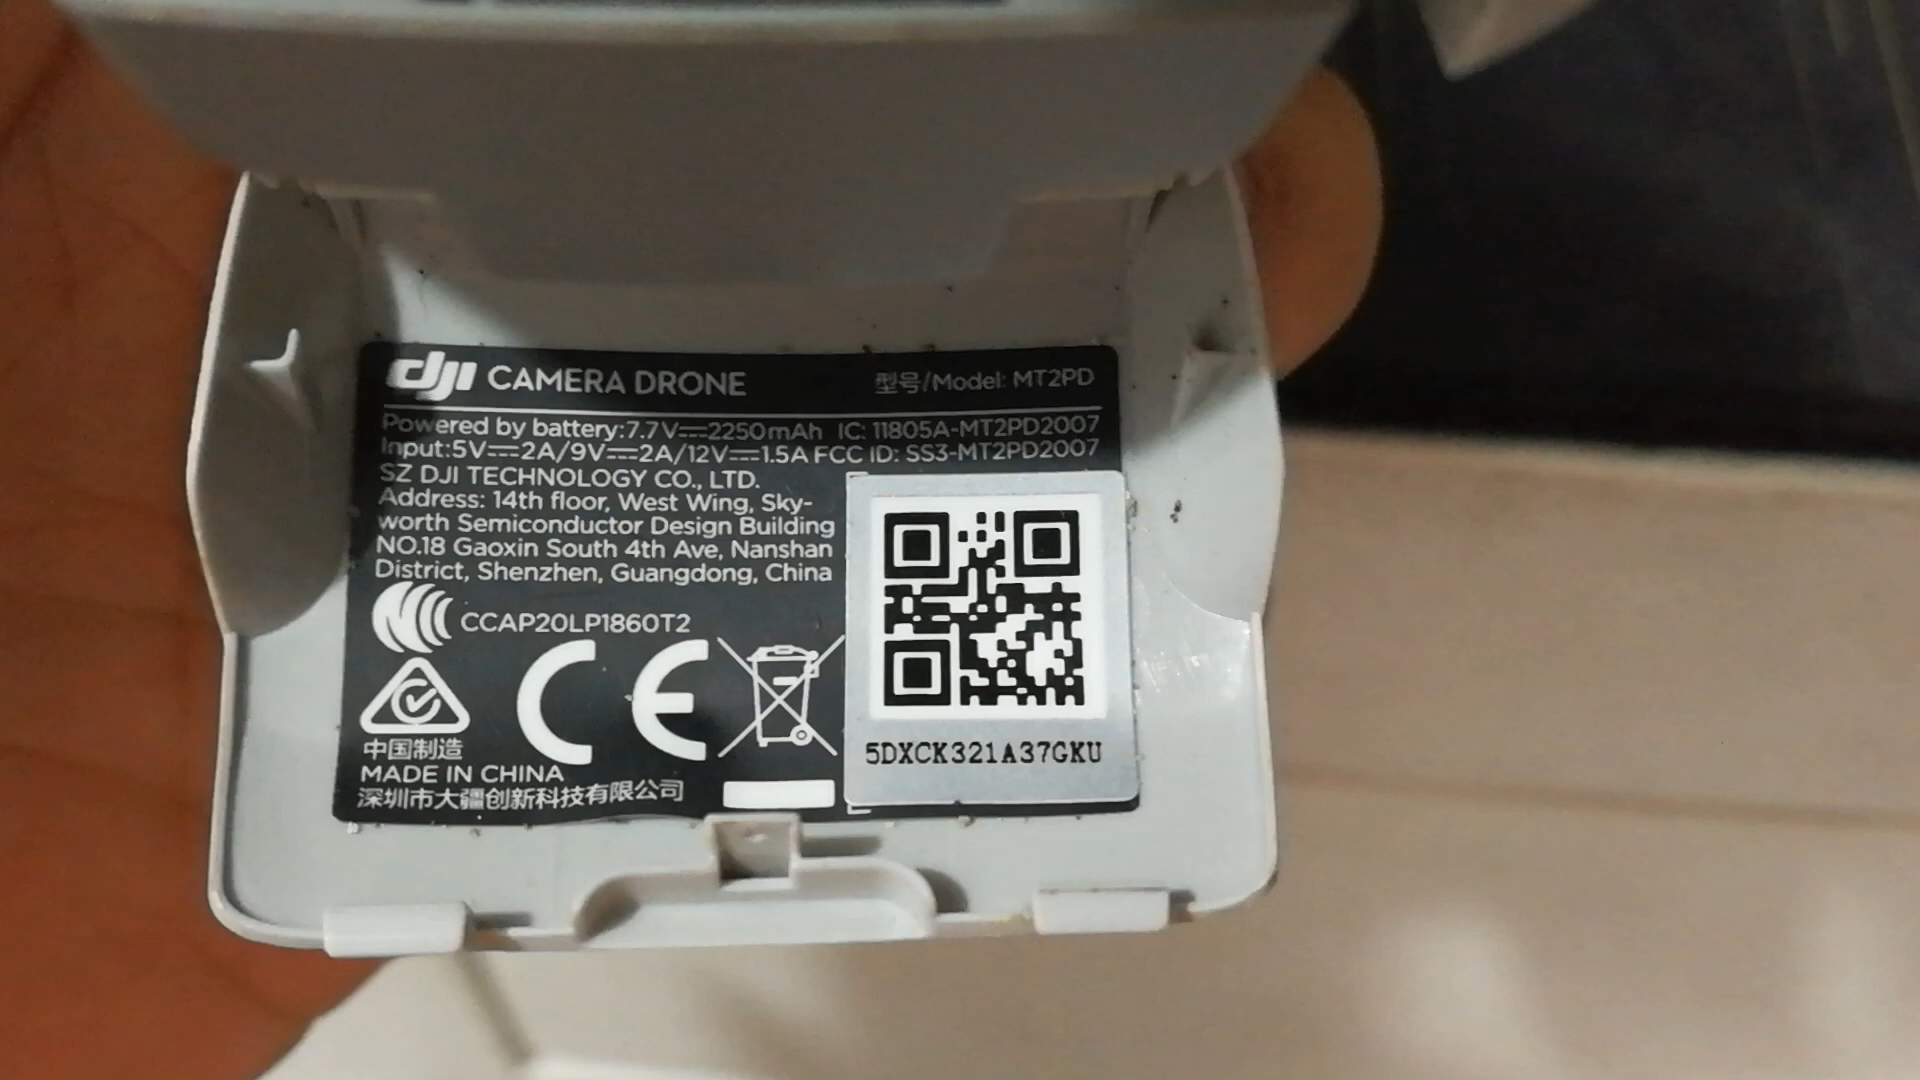 dji CAMERA DRONE 型号/Model: MT2PD
Powered by battery:7.7V⎓2250mAh IC: 11805A-MT2PD2007
Input:5V⎓2A/9V⎓2A/12V⎓1.5A FCC ID: SS3-MT2PD2007
SZ DJI TECHNOLOGY CO., LTD.
Address: 14th floor, West Wing, Sky-
worth Semiconductor Design Building
NO.18 Gaoxin South 4th Ave, Nanshan
District, Shenzhen, Guangdong, China
CCAP20LP1860T2
CE
中国制造
MADE IN CHINA
深圳市大疆创新科技有限公司
5DXCK321A37GKU